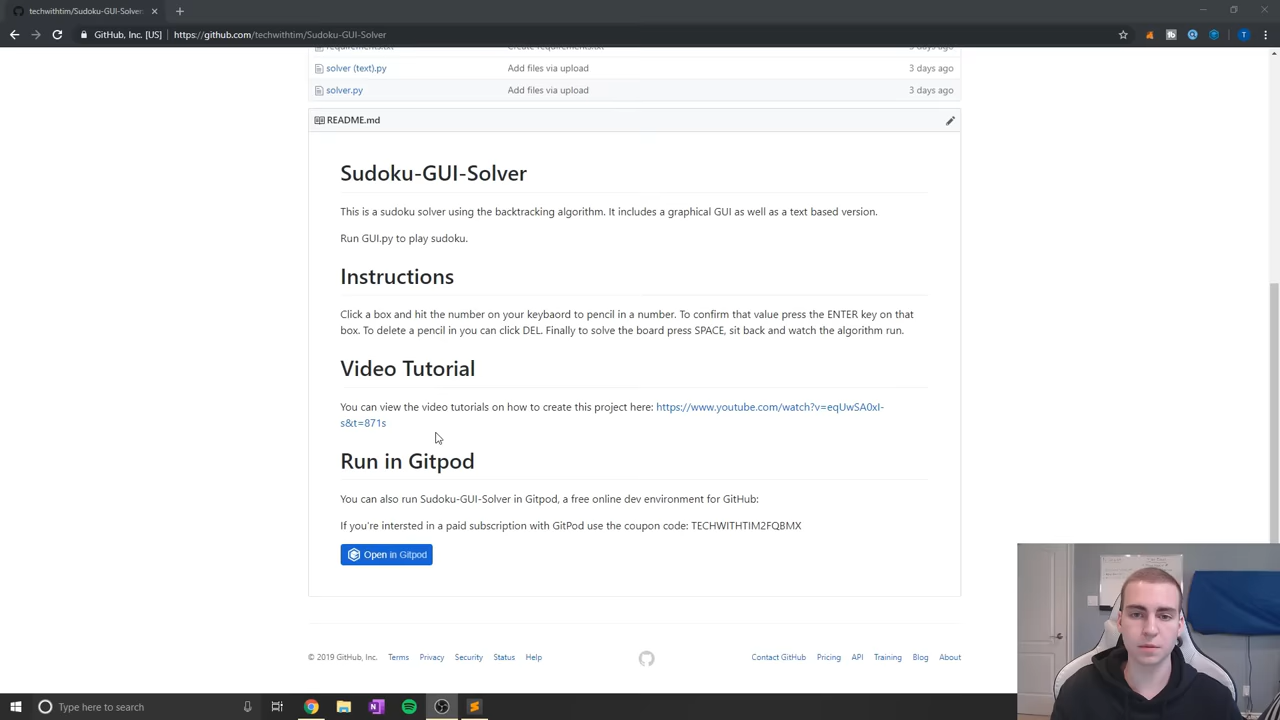 techwithtim/Sudoku-GUI-Solver
GitHub, Inc. [US] | https://github.com/techwithtim/Sudoku-GUI-Solver
T
requirements.txt Create requirements.txt 3 days ago
solver (text).py Add files via upload 3 days ago
solver.py Add files via upload 3 days ago
README.md
Sudoku-GUI-Solver
This is a sudoku solver using the backtracking algorithm. It includes a graphical GUI as well as a text based version.
Run GUI.py to play sudoku.
Instructions
Click a box and hit the number on your keybaord to pencil in a number. To confirm that value press the ENTER key on that
box. To delete a pencil in you can click DEL. Finally to solve the board press SPACE, sit back and watch the algorithm run.
Video Tutorial
You can view the video tutorials on how to create this project here: https://www.youtube.com/watch?v=eqUwSA0xI-
s&t=871s
Run in Gitpod
You can also run Sudoku-GUI-Solver in Gitpod, a free online dev environment for GitHub:
If you're intersted in a paid subscription with GitPod use the coupon code: TECHWITHTIM2FQBMX
Open in Gitpod
© 2019 GitHub, Inc. Terms Privacy Security Status Help Contact GitHub Pricing API Training Blog About
Type here to search